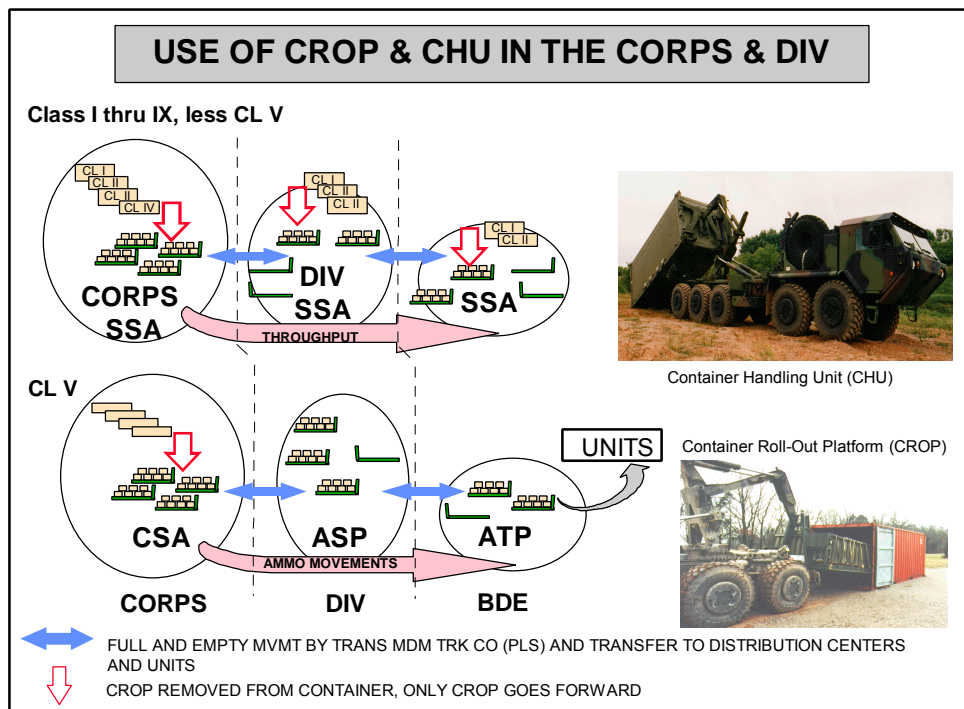 USE OF CROP & CHU IN THE CORPS & DIV
Class I thru IX, less CL V
CL I
CL II
CL II
CL IV
CL I
CL II
CL II
CL I
CL II
CORPS
SSA
DIV
SSA
SSA
THROUGHPUT
Container Handling Unit (CHU)
CL V
UNITS
Container Roll-Out Platform (CROP)
CSA
ASP
ATP
AMMO MOVEMENTS
CORPS
DIV
BDE
FULL AND EMPTY MVMT BY TRANS MDM TRK CO (PLS) AND TRANSFER TO DISTRIBUTION CENTERS
AND UNITS
CROP REMOVED FROM CONTAINER, ONLY CROP GOES FORWARD